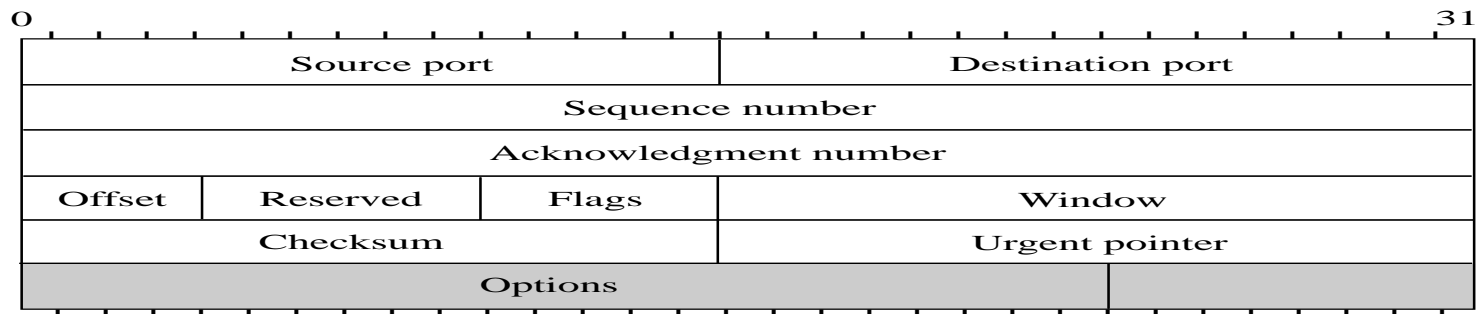 0 31
Source port Destination port
Sequence number
Acknowledgment number
Offset Reserved Flags Window
Checksum Urgent pointer
Options